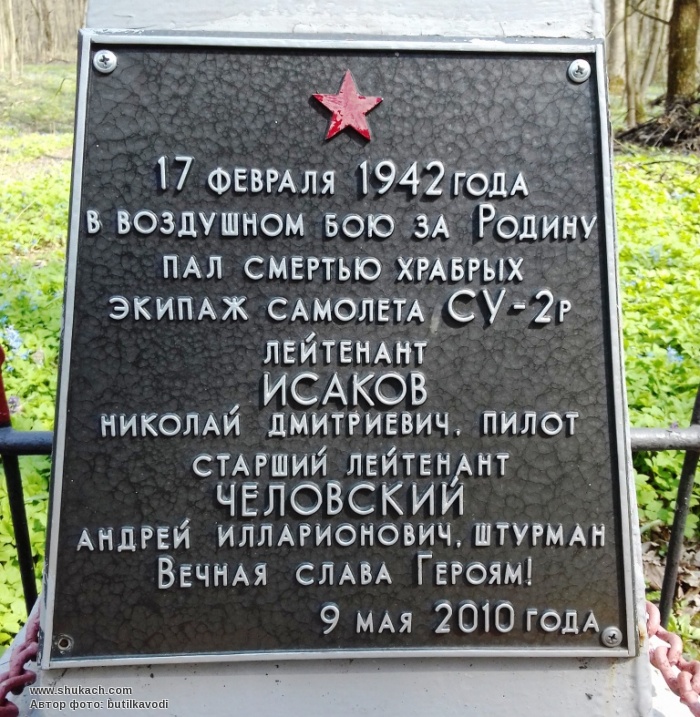 17 февраля 1942 года
в воздушном бою за Родину
пал смертью храбрых
экипаж самолета СУ-2р
лейтенант
ИСАКОВ
николай дмитриевич, пилот
старший лейтенант
ЧЕЛОВСКИЙ
андрей илларионович, штурман
Вечная слава Героям!
9 мая 2010 года
www.shukach.com
Автор фото: butilkavodi